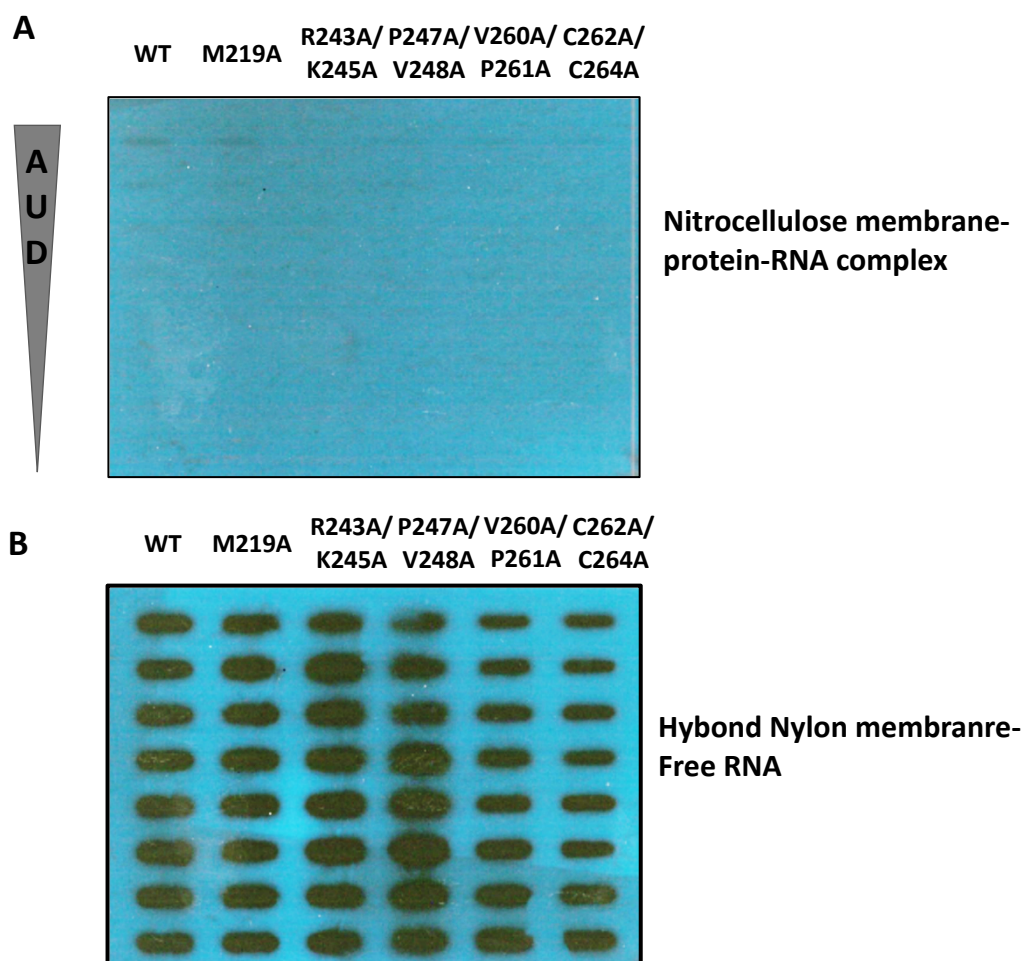 A
WT M219A R243A/ P247A/ V260A/ C262A/
K245A V248A P261A C264A
A
U
D
Nitrocellulose membrane-
protein-RNA complex
B
WT M219A R243A/ P247A/ V260A/ C262A/
K245A V248A P261A C264A
Hybond Nylon membranre-
Free RNA